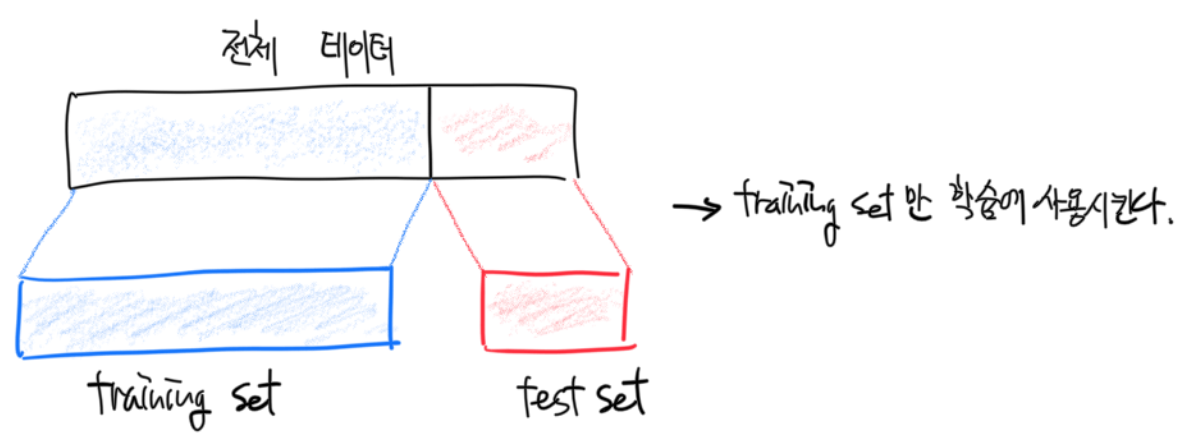 전체 테이터
→ training set 만 학습에 사용시킨다.
training set
test set